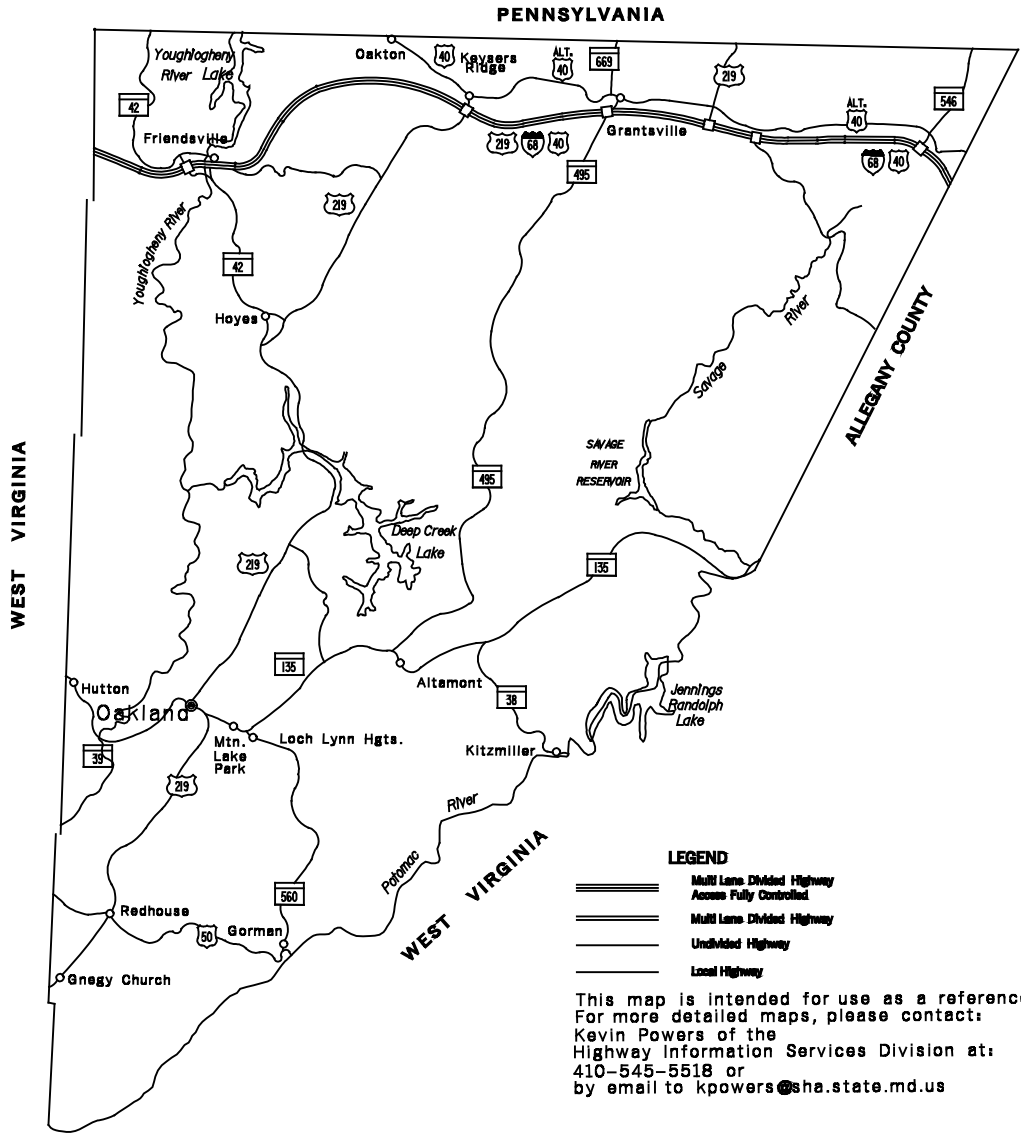 PENNSYLVANIA
Youghiogheny
River Lake
Oakton
40
Keysers
Ridge
ALT.
40
669
219
42
546
ALT.
40
Friendsville
Grantsville
219
68
40
68
40
495
219
Youghiogheny River
42
Hoyes
River
Savage
ALLEGANY COUNTY
SAVAGE
RIVER
RESERVOIR
WEST VIRGINIA
495
Deep Creek
Lake
219
135
135
Altamont
Hutton
38
Jennings
Randolph
Lake
Oakland
Mtn.
Lake
Park
Loch Lynn Hgts.
Kitzmiller
39
219
River
Potomac
WEST VIRGINIA
560
Redhouse
50
Gorman
Gnegy Church
LEGEND
Multi Lane Divided Highway
Access Fully Controlled
Multi Lane Divided Highway
Undivided Highway
Local Highway
This map is intended for use as a reference
For more detailed maps, please contact:
Kevin Powers of the
Highway Information Services Division at:
410-545-5518 or
by email to kpowers@sha.state.md.us